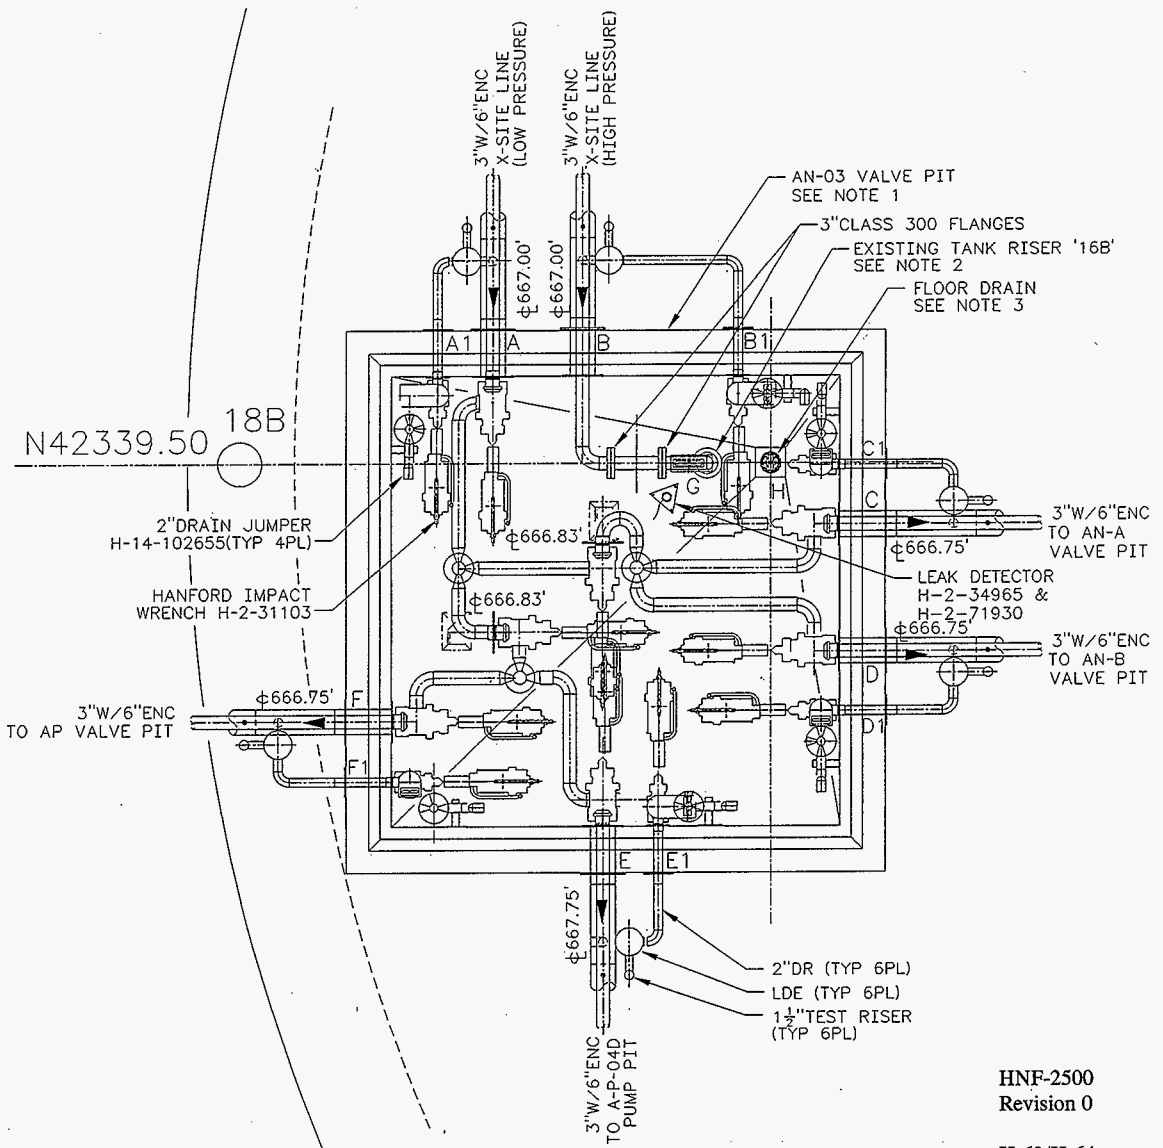 3"W/6"ENC
X-SITE LINE
(LOW PRESSURE)
3"W/6"ENC
X-SITE LINE
(HIGH PRESSURE)
AN-03 VALVE PIT
SEE NOTE 1
3"CLASS 300 FLANGES
EXISTING TANK RISER '16B'
SEE NOTE 2
FLOOR DRAIN
SEE NOTE 3
℄667.00'
℄667.00'
A1
A
B
B1
N42339.50
18B
C1
G
H
C
2"DRAIN JUMPER
H-14-102655(TYP 4PL)
℄666.83'
℄666.75'
3"W/6"ENC
TO AN-A
VALVE PIT
HANFORD IMPACT
WRENCH H-2-31103
℄666.83'
LEAK DETECTOR
H-2-34965 &
H-2-71930
℄666.75'
3"W/6"ENC
TO AN-B
VALVE PIT
D
℄666.75'
F
3"W/6"ENC
TO AP VALVE PIT
D1
F1
E
E1
℄667.75'
2"DR (TYP 6PL)
LDE (TYP 6PL)
1½"TEST RISER
(TYP 6PL)
3"W/6"ENC
TO A-P-04D
PUMP PIT
HNF-2500
Revision 0